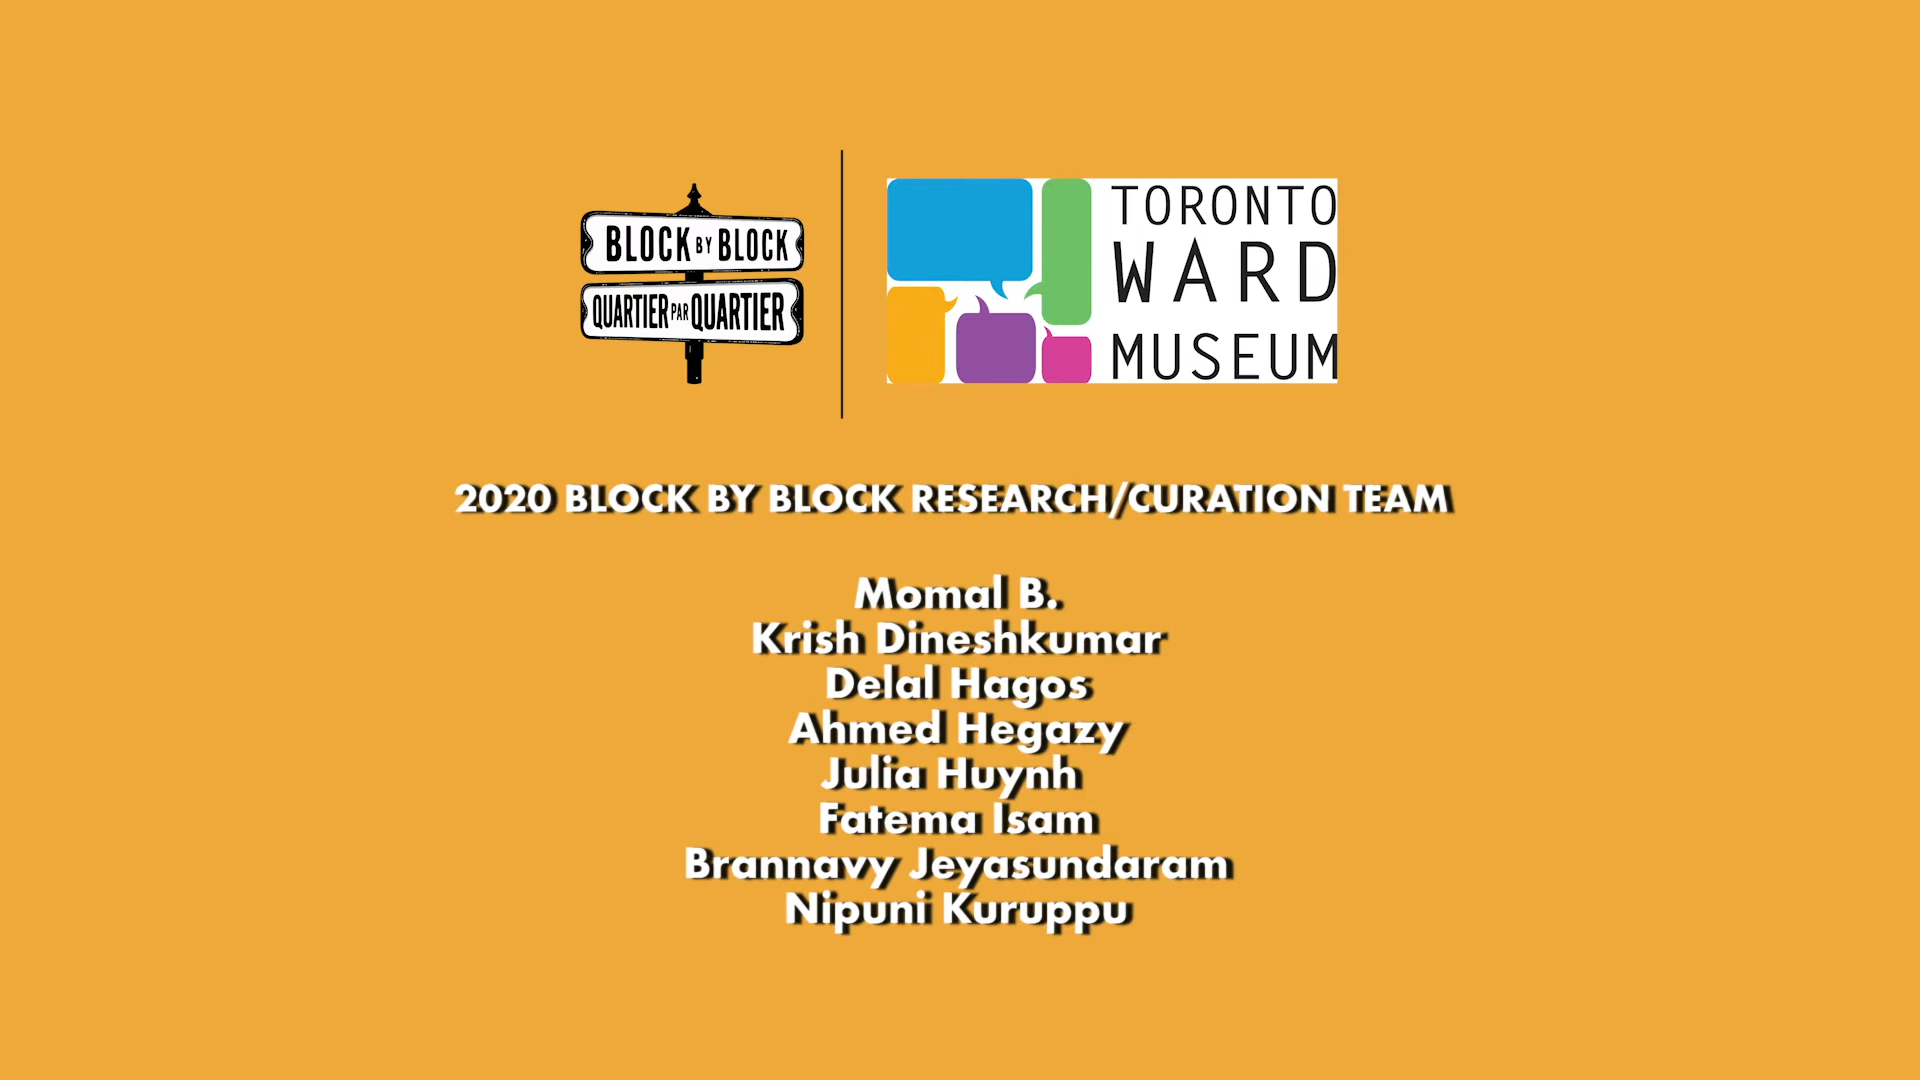 BLOCK BY BLOCK
QUARTIER PAR QUARTIER
TORONTO
WARD
MUSEUM
2020 BLOCK BY BLOCK RESEARCH/CURATION TEAM
Momal B.
Krish Dineshkumar
Delal Hagos
Ahmed Hegazy
Julia Huynh
Fatema Isam
Brannavy Jeyasundaram
Nipuni Kuruppu